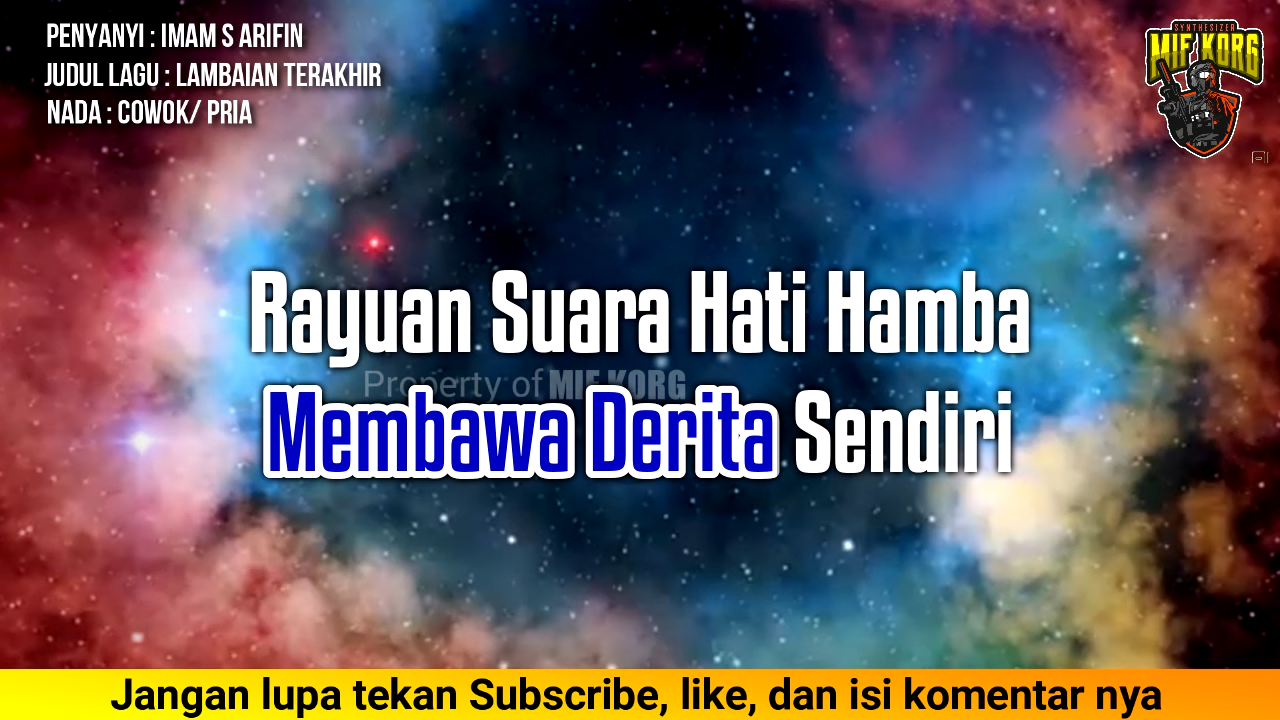 PENYANYI : IMAM S ARIFIN
JUDUL LAGU : LAMBAIAN TERAKHIR
NADA : COWOK/ PRIA
SYNTHESIZER
MIF KORG
Rayuan Suara Hati Hamba
Property of MIF KORG
Membawa Derita Sendiri
Jangan lupa tekan Subscribe, like, dan isi komentar nya